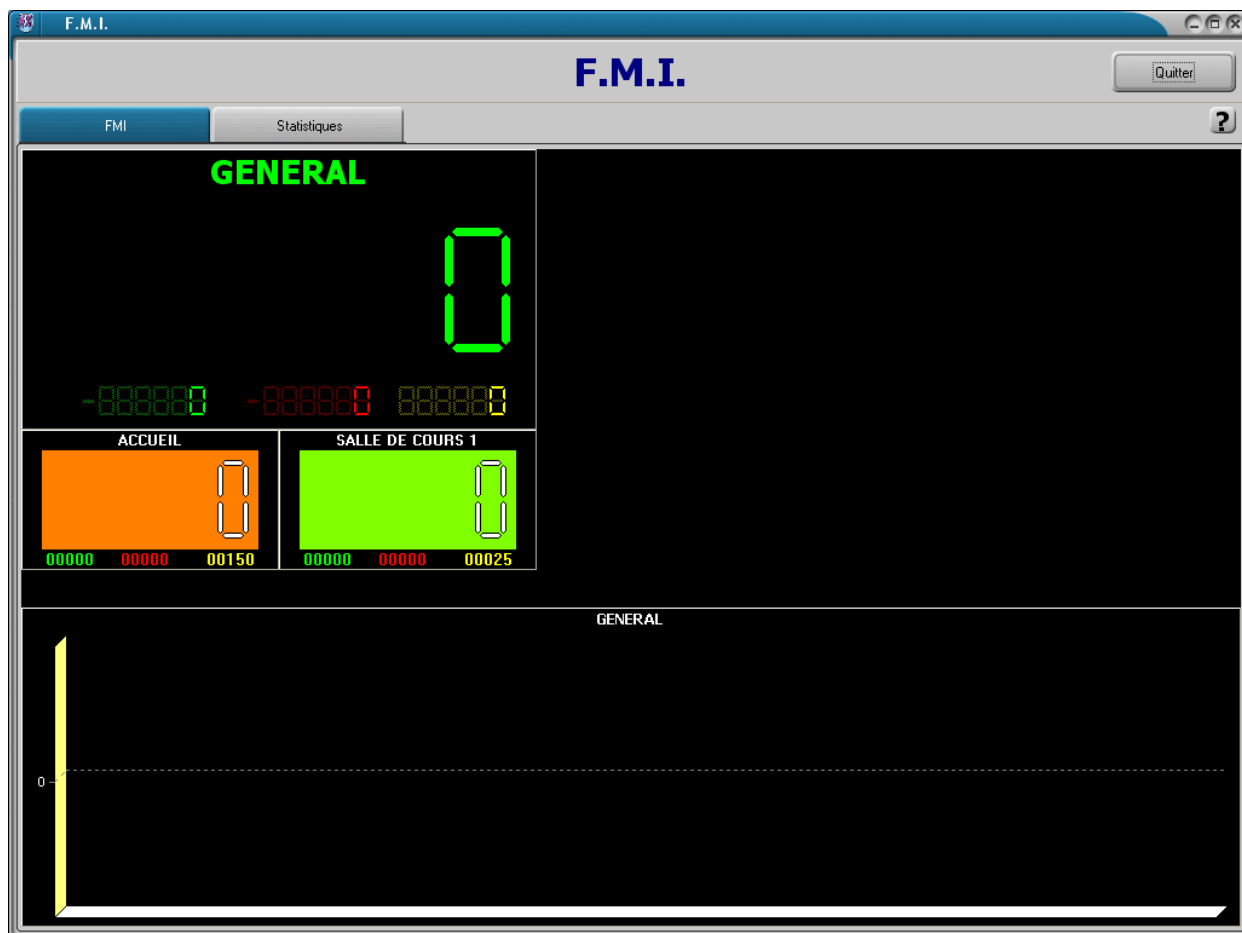 F.M.I.
F.M.I.
Quitter
FMI Statistiques ?
GENERAL
0
0 0 0
ACCUEIL SALLE DE COURS 1
0 0
00000 00000 00150 00000 00000 00025
GENERAL
0